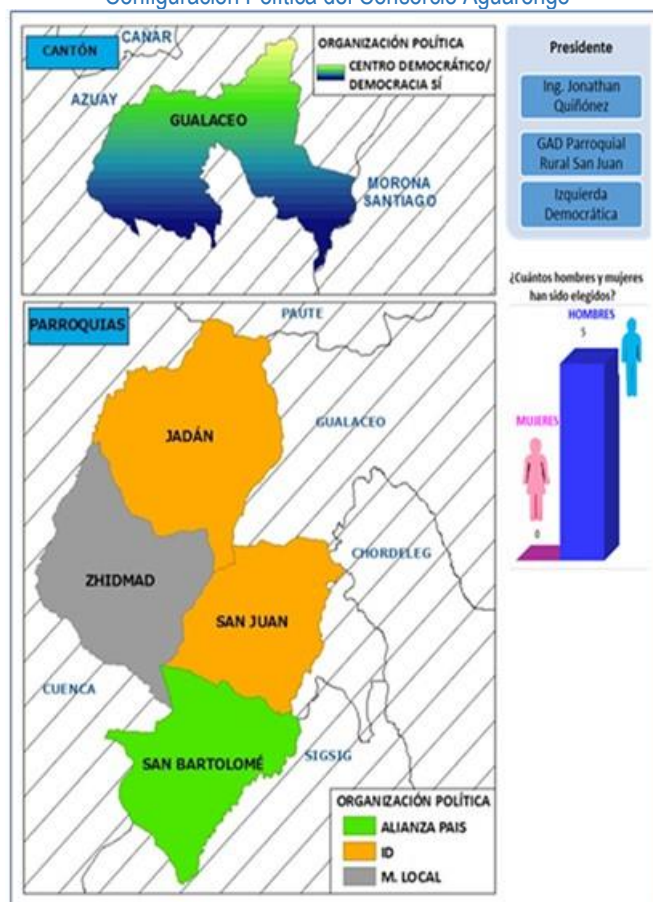 Configuración Política del Consorcio Aguarongo
CANTÓN
CAÑAR
AZUAY
GUALACEO
MORONA
SANTIAGO
ORGANIZACIÓN POLÍTICA
CENTRO DEMOCRÁTICO/
DEMOCRACIA SÍ
Presidente
Ing. Jonathan
Quiñónez
GAD Parroquial
Rural San Juan
Izquierda
Democrática
¿Cuántos hombres y mujeres
han sido elegidos?
HOMBRES
5
MUJERES
0
PARROQUIAS
PAUTE
JADÁN
GUALACEO
CHORDELEG
ZHIDMAD
SAN JUAN
CUENCA
SAN BARTOLOMÉ
SIGSIG
ORGANIZACIÓN POLÍTICA
ALIANZA PAIS
ID
M. LOCAL